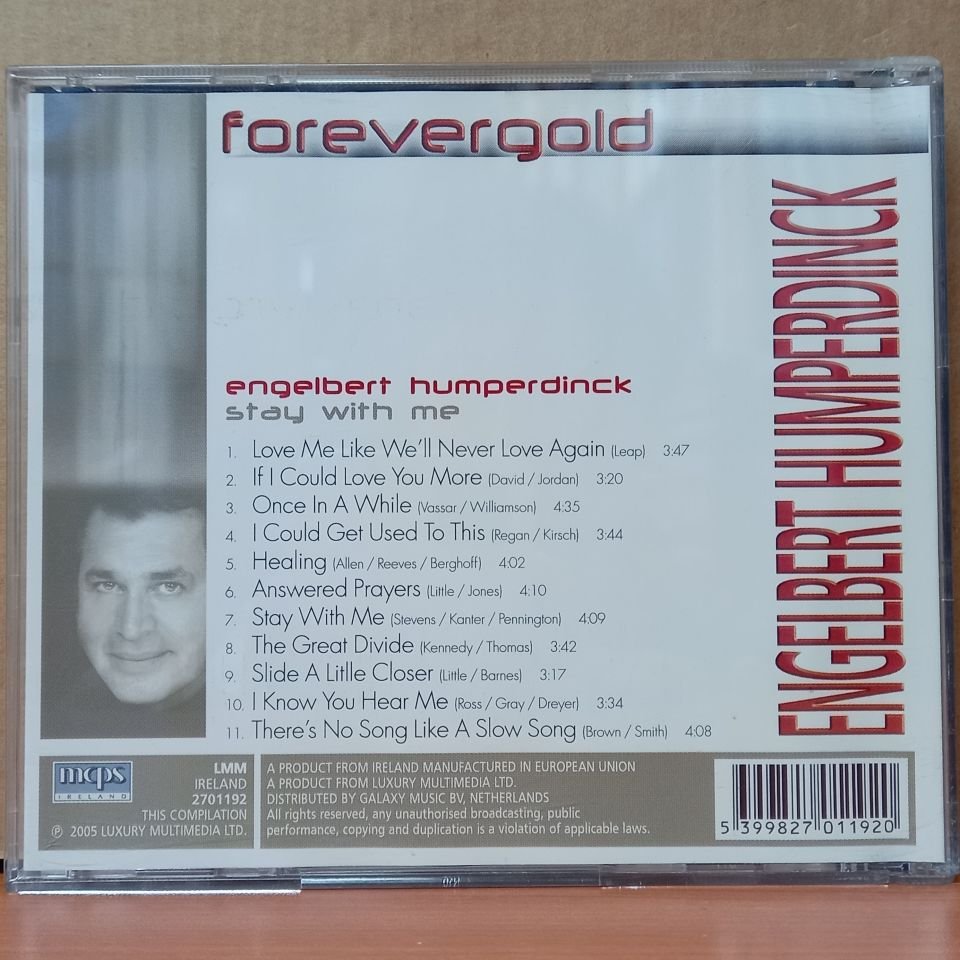 forevergold
ENGELBERT HUMPERDINCK
engelbert humperdinck
stay with me
1. Love Me Like We'll Never Love Again (Leap) 3:47
2. If I Could Love You More (David / Jordan) 3:20
3. Once In A While (Vassar / Williamson) 4:35
4. I Could Get Used To This (Regan / Kirsch) 3:44
5. Healing (Allen / Reeves / Berghoff) 4:02
6. Answered Prayers (Little / Jones) 4:10
7. Stay With Me (Stevens / Kanter / Pennington) 4:09
8. The Great Divide (Kennedy / Thomas) 3:42
9. Slide A Litlle Closer (Little / Barnes) 3:17
10. I Know You Hear Me (Ross / Gray / Dreyer) 3:34
11. There's No Song Like A Slow Song (Brown / Smith) 4:08
mcps
IRELAND
LMM
IRELAND
2701192
THIS COMPILATION
℗ 2005 LUXURY MULTIMEDIA LTD.
A PRODUCT FROM IRELAND MANUFACTURED IN EUROPEAN UNION
A PRODUCT FROM LUXURY MULTIMEDIA LTD.
DISTRIBUTED BY GALAXY MUSIC BV, NETHERLANDS
All rights reserved, any unauthorised broadcasting, public
performance, copying and duplication is a violation of applicable laws.
5 399827 011920